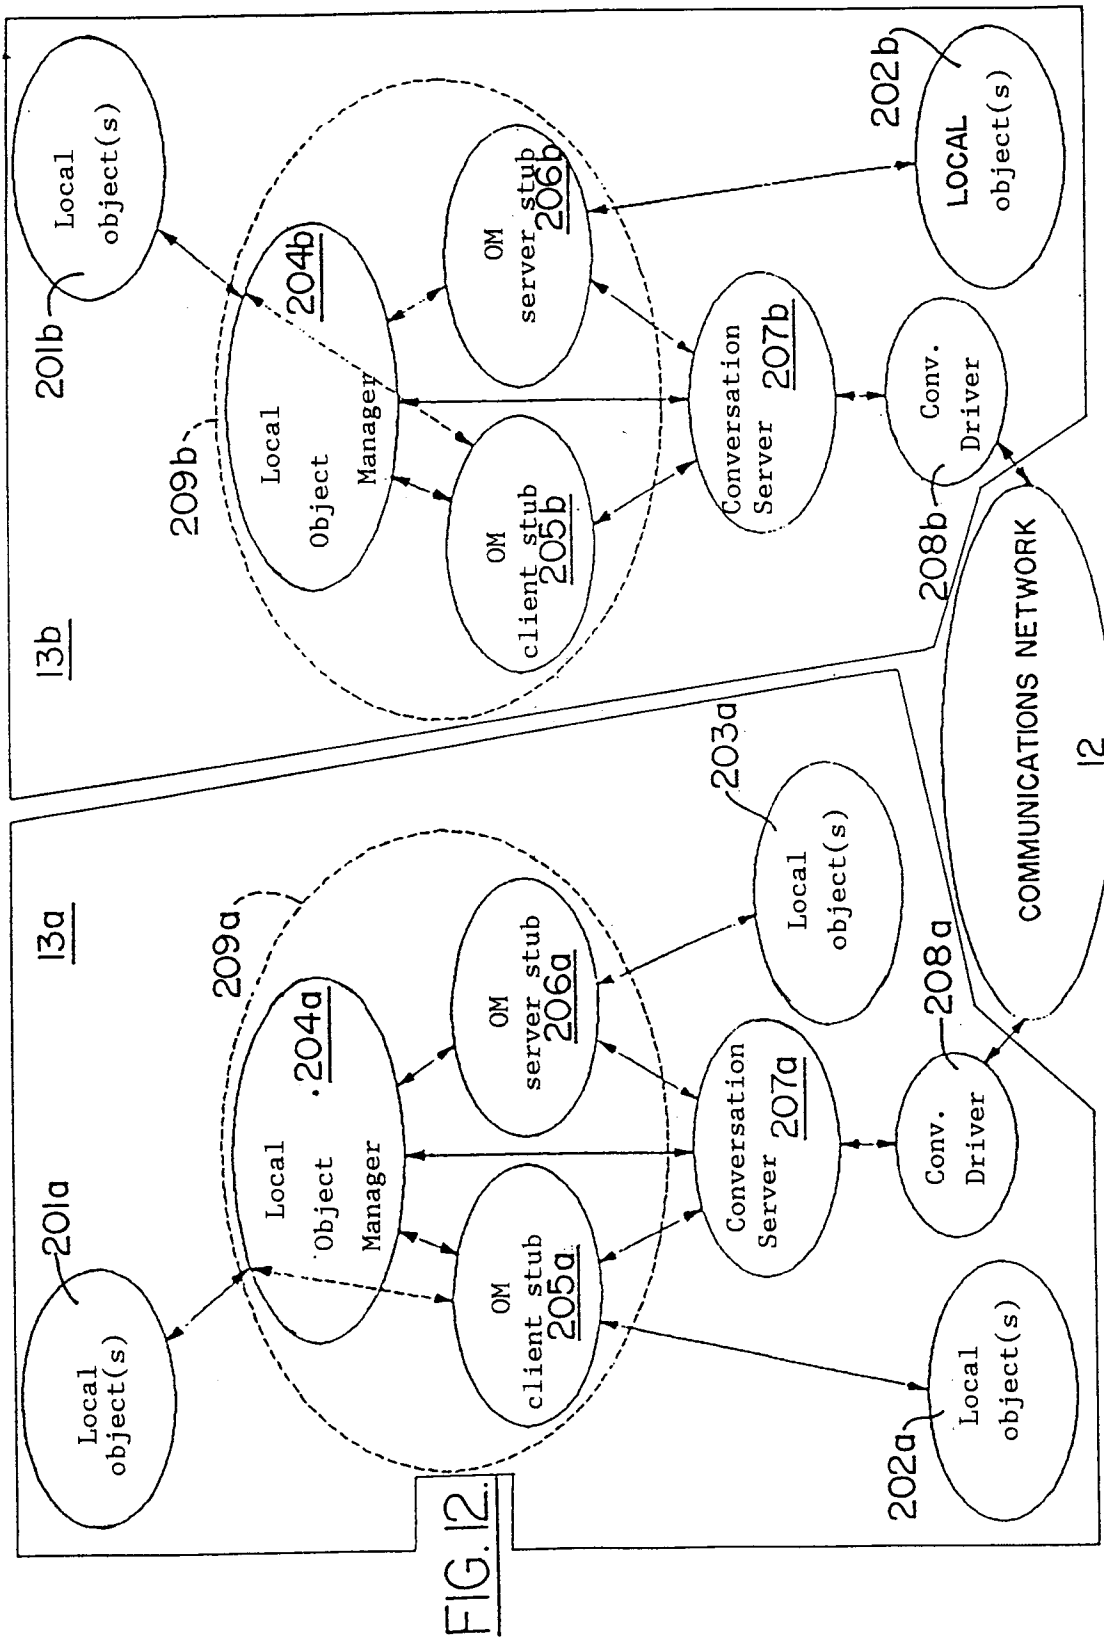 FIG. 12.
13a
201a
Local
object(s)
209a
Local
Object
Manager
204a
OM
client stub
205a
OM
server stub
206a
203a
Local
object(s)
Conversation
Server 207a
202a
Local
object(s)
Conv.
Driver
208a
COMMUNICATIONS NETWORK
12
13b
209b
201b
Local
object(s)
Local
Object
Manager
204b
OM
client stub
205b
OM
server stub
206b
Conversation
Server 207b
208b
Conv.
Driver
202b
LOCAL
object(s)